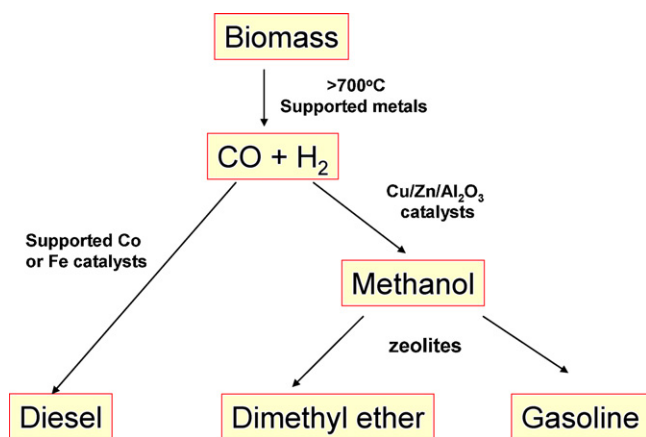 Biomass
>700°C
Supported metals
CO + H₂
Cu/Zn/Al₂O₃
catalysts
Supported Co
or Fe catalysts
Methanol
zeolites
Diesel
Dimethyl ether
Gasoline